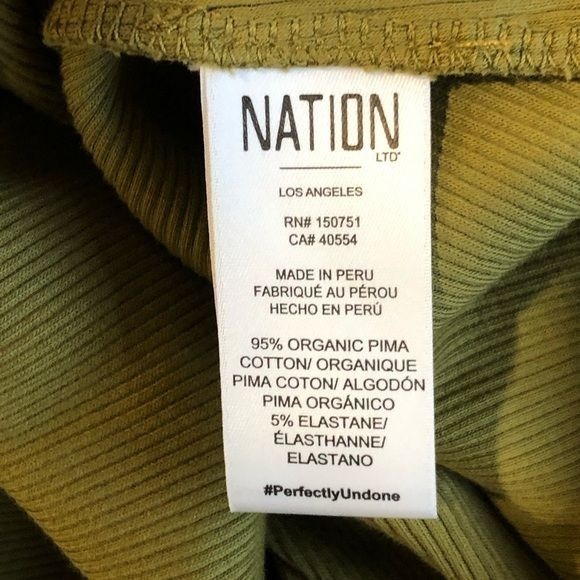 NATION
LTD
LOS ANGELES
RN# 150751
CA# 40554
MADE IN PERU
FABRIQUÉ AU PÉROU
HECHO EN PERÚ
95% ORGANIC PIMA
COTTON/ ORGANIQUE
PIMA COTON/ ALGODÓN
PIMA ORGÁNICO
5% ELASTANE/
ÉLASTHANNE/
ELASTANO
#PerfectlyUndone